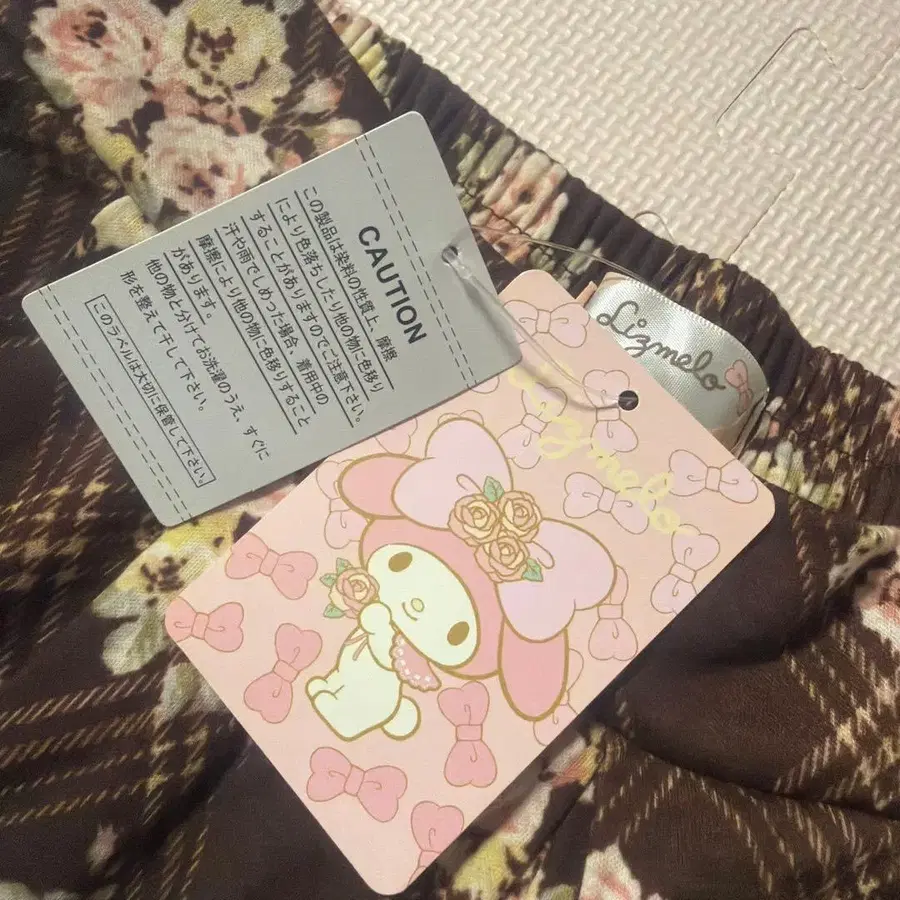 CAUTION
この製品は染料の性質上、摩擦
により色落ちしたり他の物に色移り
することがありますのでご注意下さい。
汗や雨でしめった場合、着用中の
摩擦により他の物に色移りすること
があります。
他の物と分けてお洗濯のうえ、すぐに
形を整えて干して下さい。
このラベルは大切に保管して下さい。
Lizmelo
Lizmelo